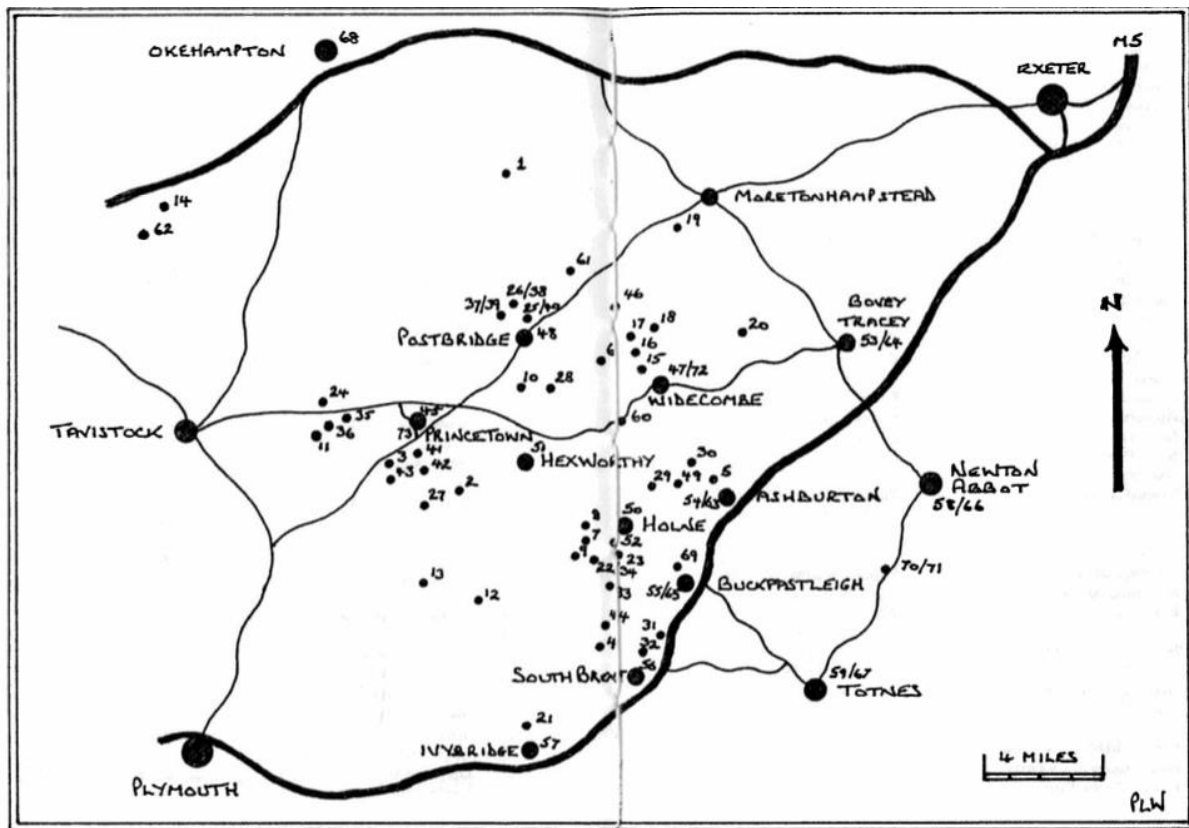 M5
OKEHAMPTON
68
EXETER
1
14
62
MORETONHAMPSTEAD
19
61
26/38
37/39
25/40
46
N
BOVEY
TRACEY
53/64
POSTBRIDGE
48
17
18
20
16
6
15
47/72
10
28
WIDECOMBE
24
35
45
60
TAVISTOCK
36
11
73
PRINCETOWN
41
51
HEXWORTHY
30
3
42
43
29
49
5
NEWTON
ABBOT
58/66
2
54/63
ASHBURTON
27
50
8
HOLNE
7
52
9
23
22
34
69
70/71
13
33
55/65
BUCKFASTLEIGH
12
44
31
4
32
56
SOUTH BRENT
59/67
TOTNES
21
IVYBRIDGE
57
4 MILES
PLYMOUTH
PLW